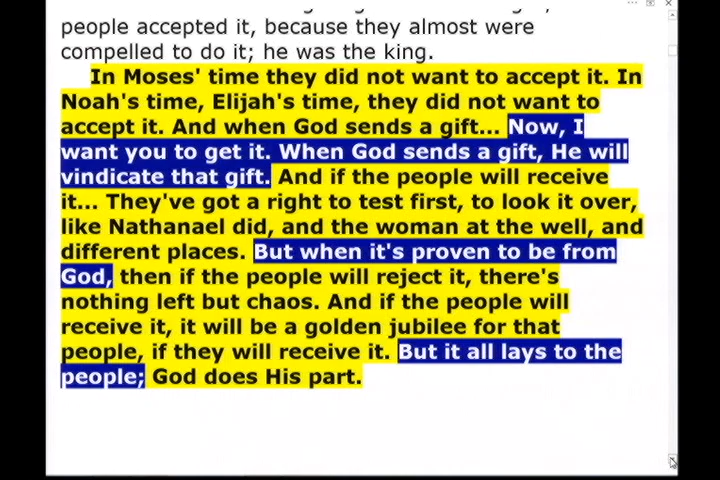 people accepted it, because they almost were
compelled to do it; he was the king.
In Moses' time they did not want to accept it. In
Noah's time, Elijah's time, they did not want to
accept it. And when God sends a gift... Now, I
want you to get it. When God sends a gift, He will
vindicate that gift. And if the people will receive
it... They've got a right to test first, to look it over,
like Nathanael did, and the woman at the well, and
different places. But when it's proven to be from
God, then if the people will reject it, there's
nothing left but chaos. And if the people will
receive it, it will be a golden jubilee for that
people, if they will receive it. But it all lays to the
people; God does His part.